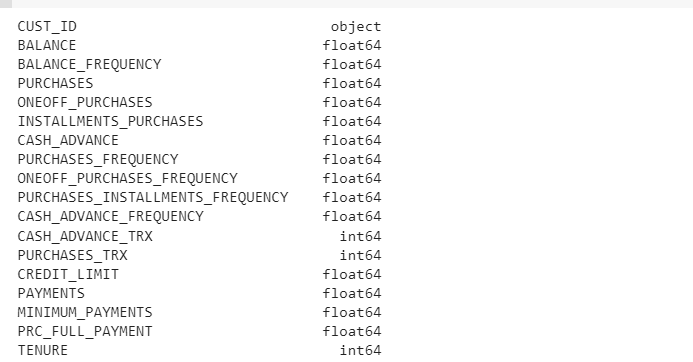 CUST_ID object
BALANCE float64
BALANCE_FREQUENCY float64
PURCHASES float64
ONEOFF_PURCHASES float64
INSTALLMENTS_PURCHASES float64
CASH_ADVANCE float64
PURCHASES_FREQUENCY float64
ONEOFF_PURCHASES_FREQUENCY float64
PURCHASES_INSTALLMENTS_FREQUENCY float64
CASH_ADVANCE_FREQUENCY float64
CASH_ADVANCE_TRX int64
PURCHASES_TRX int64
CREDIT_LIMIT float64
PAYMENTS float64
MINIMUM_PAYMENTS float64
PRC_FULL_PAYMENT float64
TENURE int64